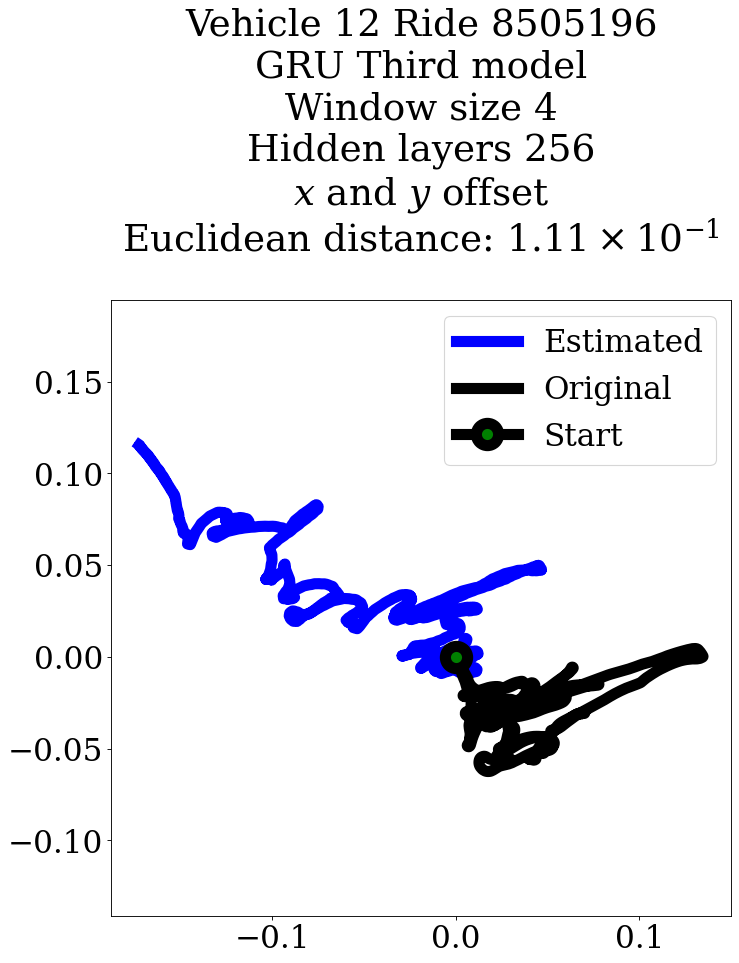 Vehicle 12 Ride 8505196
GRU Third model
Window size 4
Hidden layers 256
x and y offset
Euclidean distance: 1.11 × 10⁻¹
Estimated
Original
Start
0.15
0.10
0.05
0.00
−0.05
−0.10
−0.1
0.0
0.1